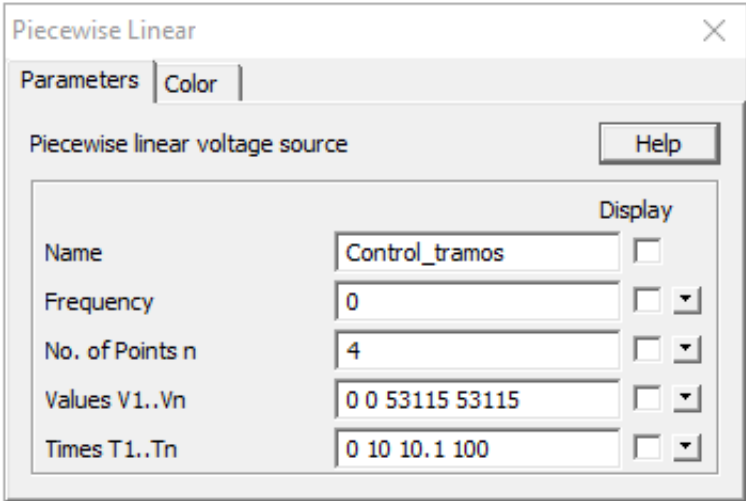 Piecewise Linear
Parameters Color
Piecewise linear voltage source Help
Display
Name Control_tramos
Frequency 0
No. of Points n 4
Values V1..Vn 0 0 53115 53115
Times T1..Tn 0 10 10.1 100